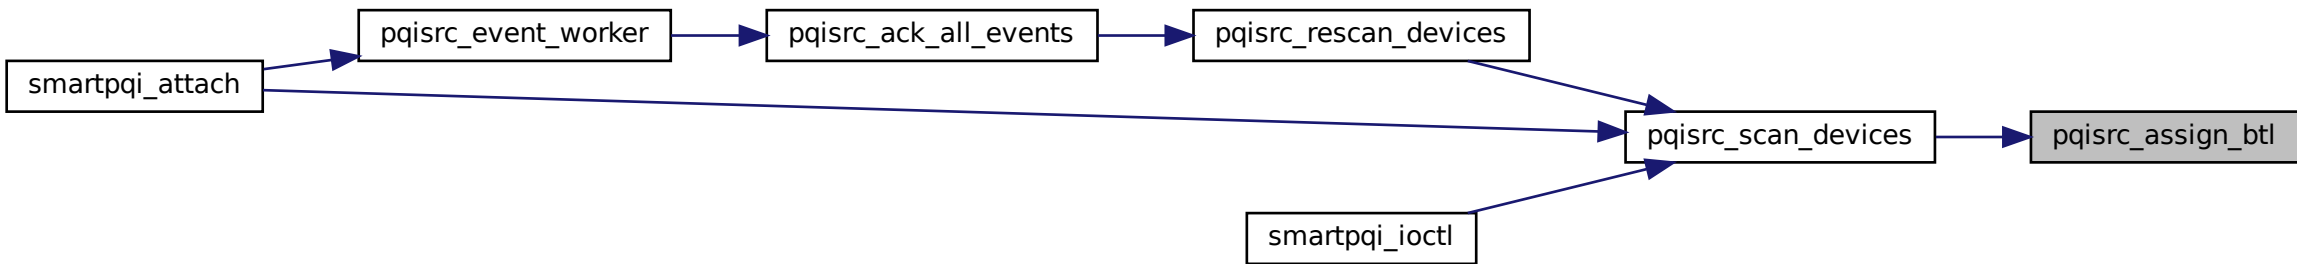 pqisrc_event_worker
pqisrc_ack_all_events
pqisrc_rescan_devices
smartpqi_attach
pqisrc_scan_devices
pqisrc_assign_btl
smartpqi_ioctl